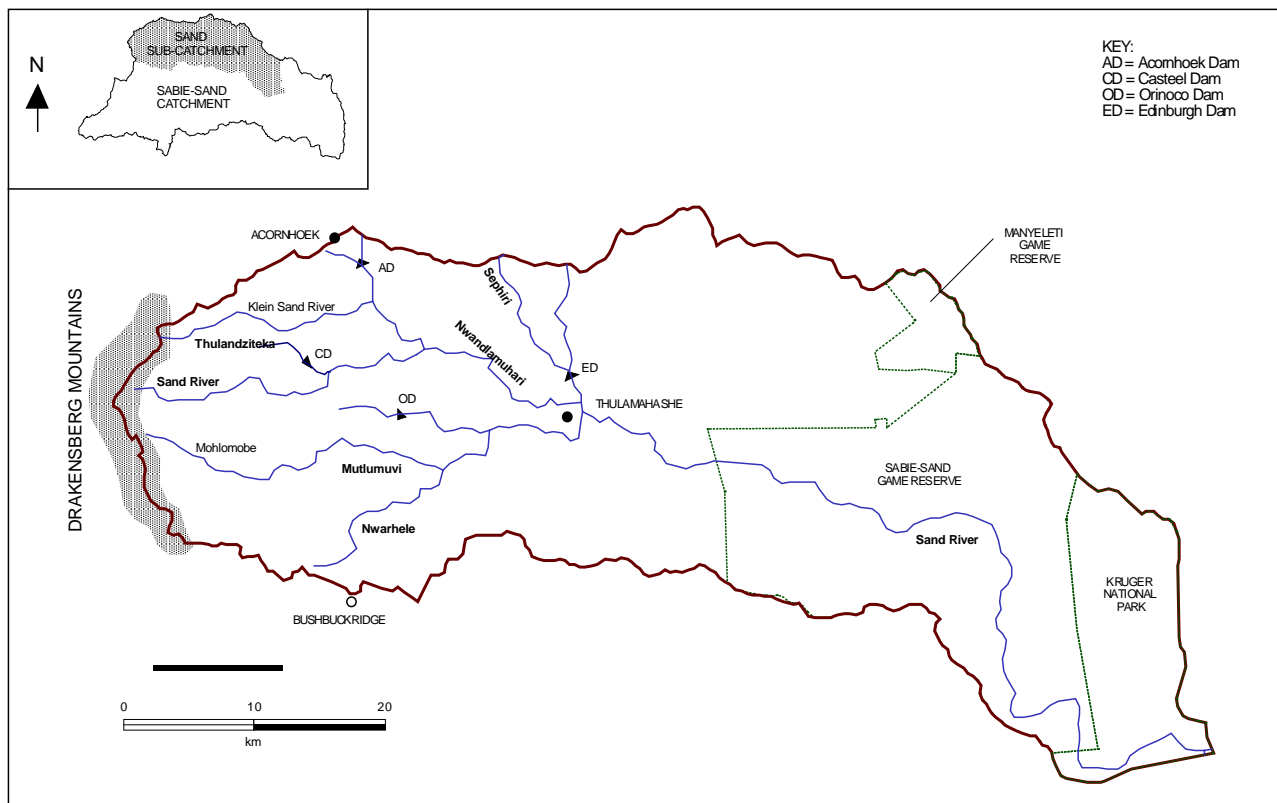 SAND
SUB-CATCHMENT
N
SABIE-SAND
CATCHMENT
KEY:
AD = Acornhoek Dam
CD = Casteel Dam
OD = Orinoco Dam
ED = Edinburgh Dam
ACORNHOEK
MANYELETI
GAME
RESERVE
AD
Sephiri
Klein Sand River
DRAKENSBERG MOUNTAINS
Thulandziteka
CD
Nwandlamuhari
ED
Sand River
OD
THULAMAHASHE
Mohlomobe
Mutlumuvi
SABIE-SAND
GAME RESERVE
Nwarhele
Sand River
KRUGER
NATIONAL
PARK
BUSHBUCKRIDGE
0 10 20
km